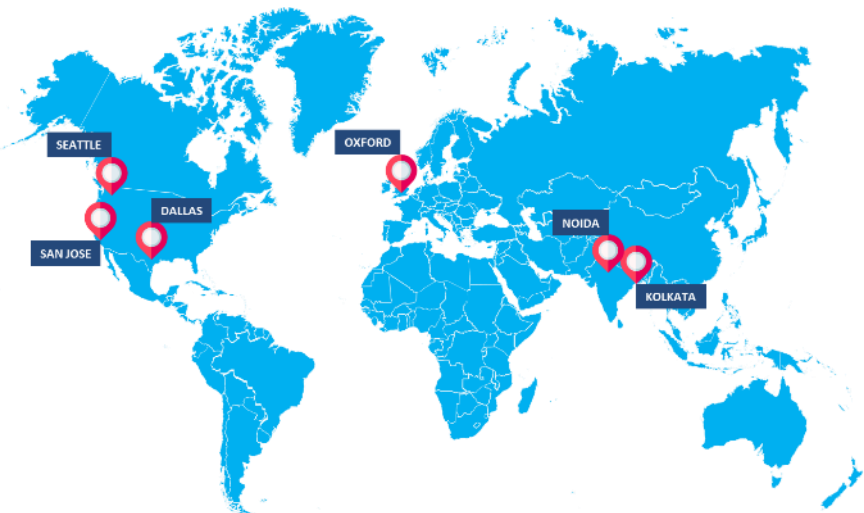 SEATTLE
OXFORD
DALLAS
NOIDA
SAN JOSE
KOLKATA